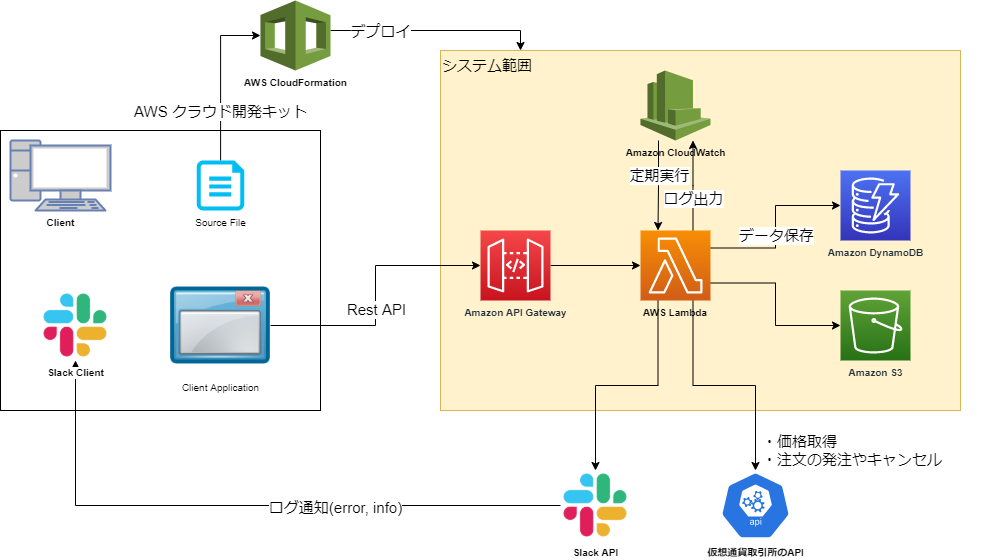 デプロイ
AWS CloudFormation
システム範囲
AWS クラウド開発キット
Amazon CloudWatch
定期実行
ログ出力
Client
Source File
データ保存
Amazon DynamoDB
Rest API
Amazon API Gateway
AWS Lambda
Slack Client
Client Application
Amazon S3
・価格取得
・注文の発注やキャンセル
ログ通知(error, info)
api
Slack API
仮想通貨取引所のAPI